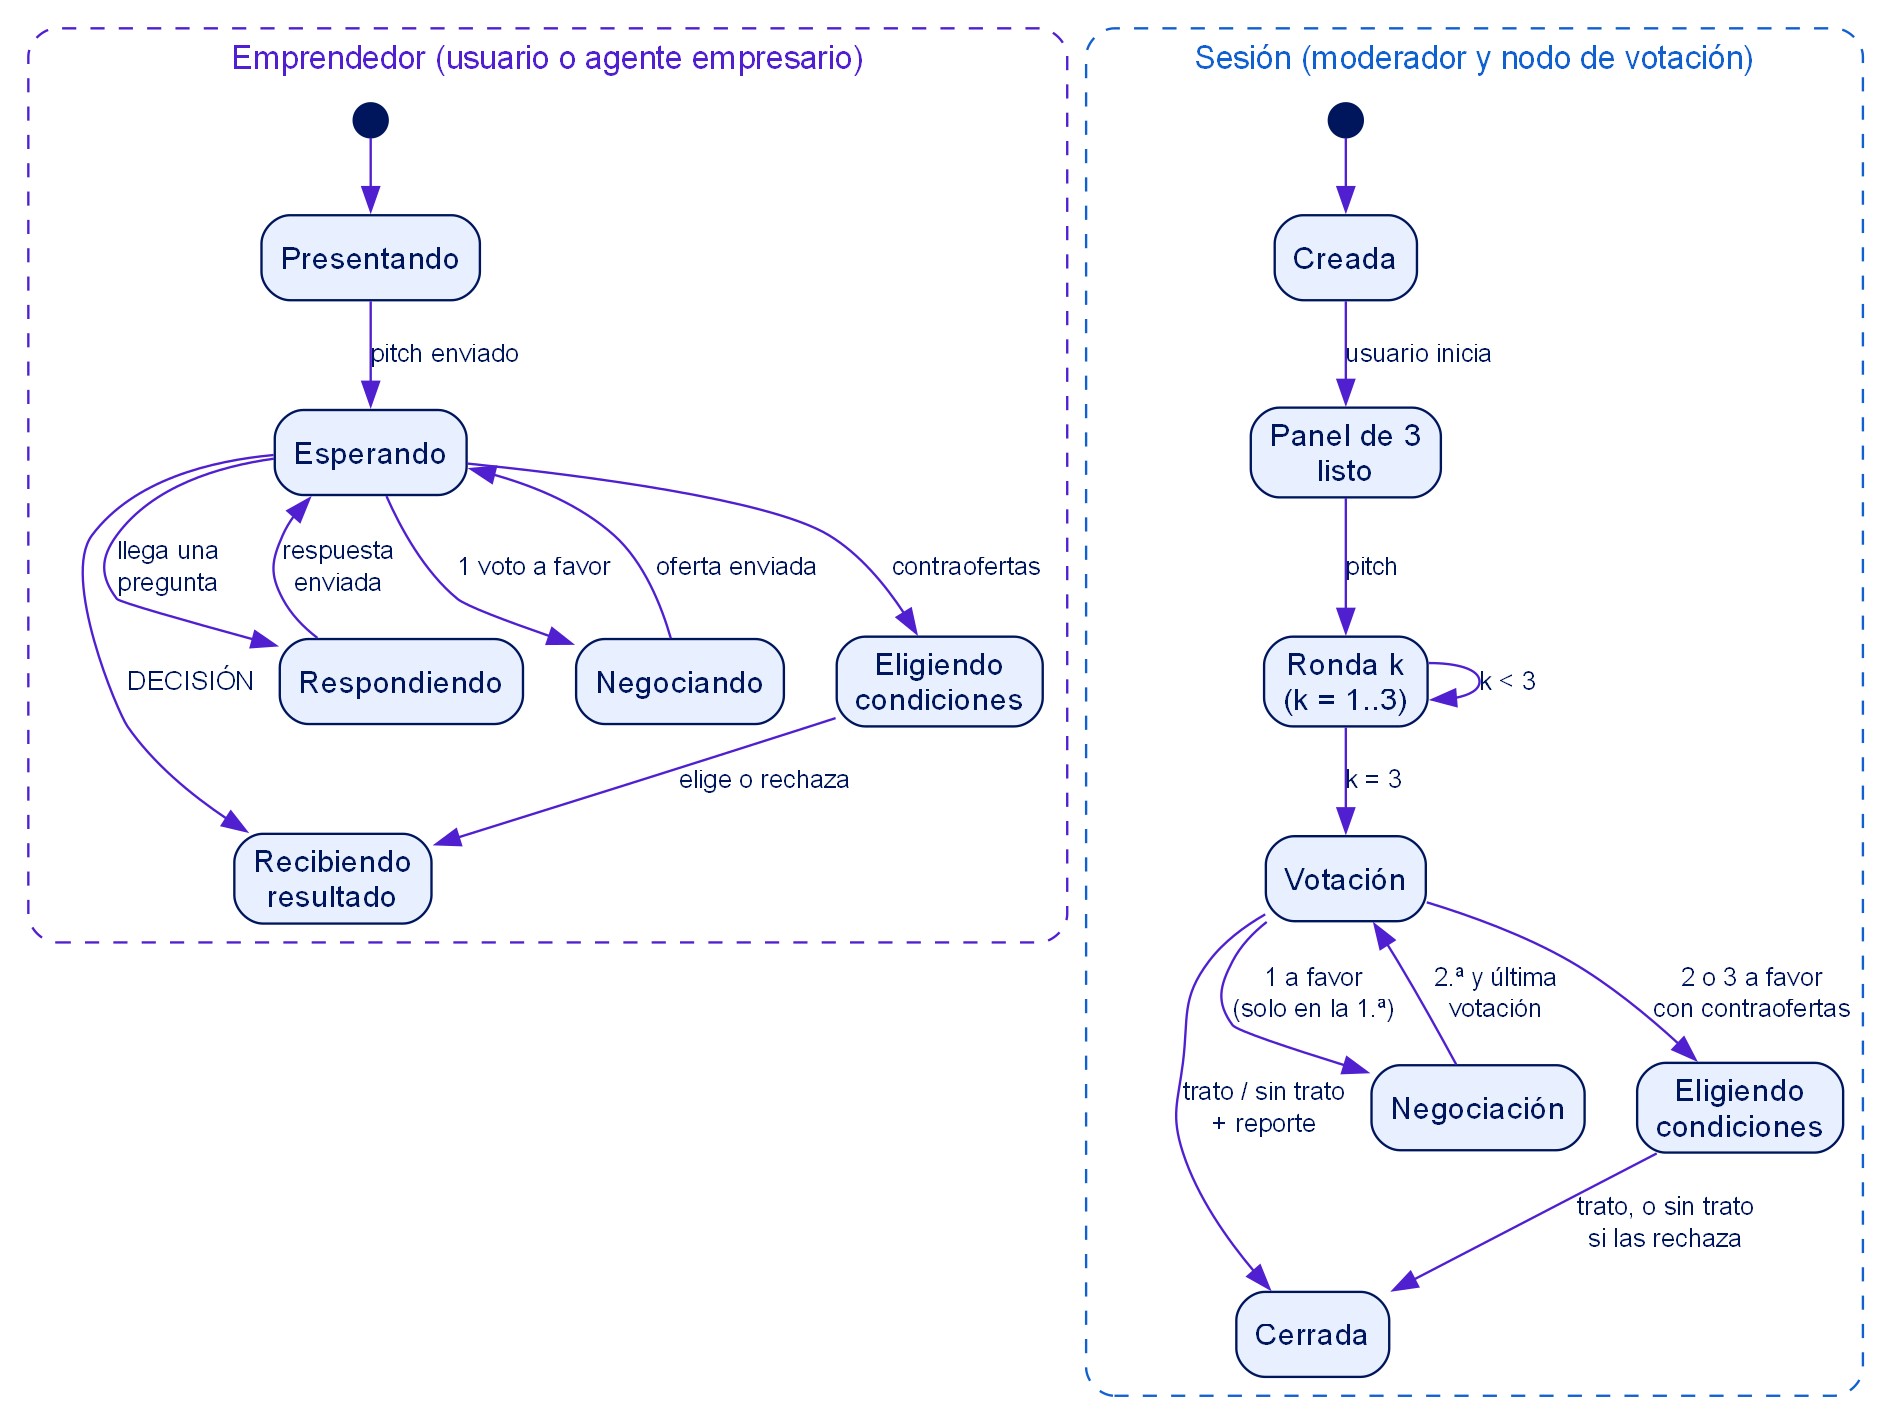 Emprendedor (usuario o agente empresario)
Presentando
pitch enviado
Esperando
llega una
pregunta
respuesta
enviada
1 voto a favor
oferta enviada
contraofertas
DECISIÓN
Respondiendo
Negociando
Eligiendo
condiciones
elige o rechaza
Recibiendo
resultado
Sesión (moderador y nodo de votación)
Creada
usuario inicia
Panel de 3
listo
pitch
Ronda k
(k = 1..3)
k < 3
k = 3
Votación
1 a favor
(solo en la 1.ª)
2.ª y última
votación
2 o 3 a favor
con contraofertas
trato / sin trato
+ reporte
Negociación
Eligiendo
condiciones
trato, o sin trato
si las rechaza
Cerrada